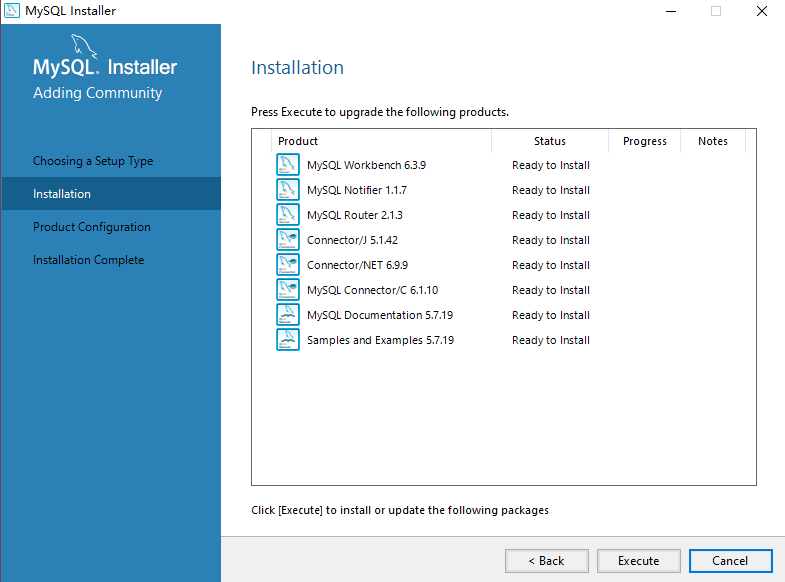 MySQL Installer
MySQL. Installer
Adding Community
Choosing a Setup Type
Installation
Product Configuration
Installation Complete
Installation
Press Execute to upgrade the following products.
Product Status Progress Notes
MySQL Workbench 6.3.9 Ready to Install
MySQL Notifier 1.1.7 Ready to Install
MySQL Router 2.1.3 Ready to Install
Connector/J 5.1.42 Ready to Install
Connector/NET 6.9.9 Ready to Install
MySQL Connector/C 6.1.10 Ready to Install
MySQL Documentation 5.7.19 Ready to Install
Samples and Examples 5.7.19 Ready to Install
Click [Execute] to install or update the following packages
< Back Execute Cancel